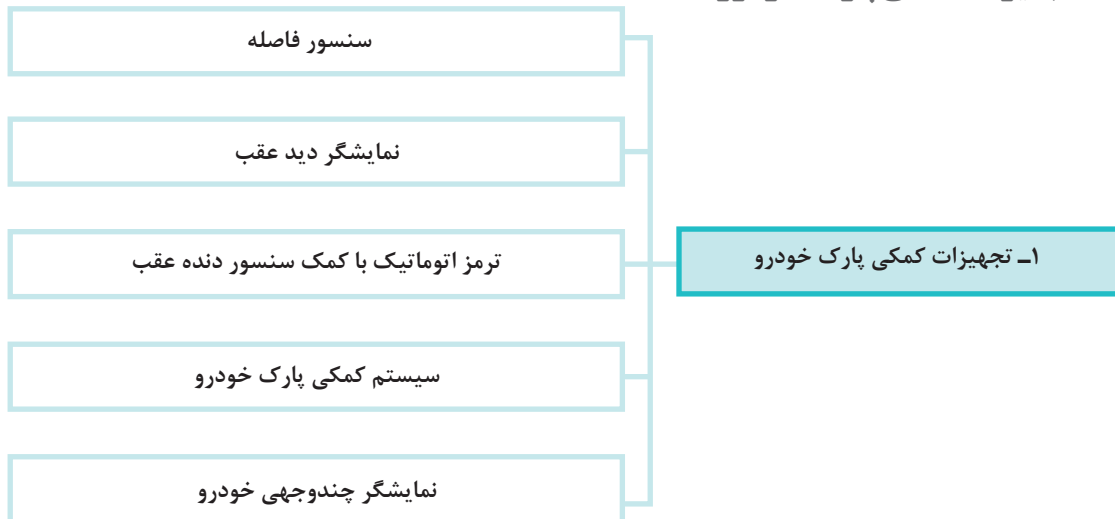 سنسور فاصله
نمایشگر دید عقب
ترمز اتوماتیک با کمک سنسور دنده عقب
۱ـ تجهیزات کمکی پارک خودرو
سیستم کمکی پارک خودرو
نمایشگر چندوجهی خودرو